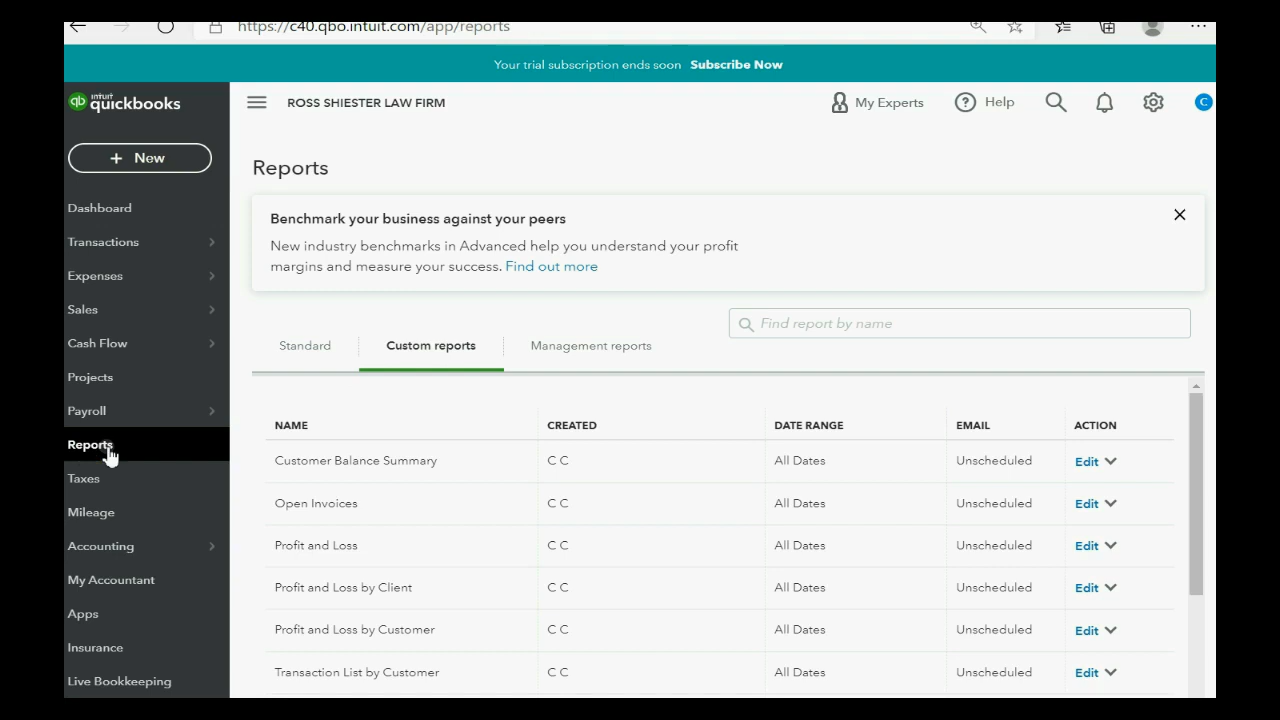 https://c40.qbo.intuit.com/app/reports
Your trial subscription ends soon Subscribe Now
intuit
quickbooks
ROSS SHIESTER LAW FIRM
My Experts
Help
C
+ New
Dashboard
Transactions
Expenses
Sales
Cash Flow
Projects
Payroll
Reports
Taxes
Mileage
Accounting
My Accountant
Apps
Insurance
Live Bookkeeping
Reports
Benchmark your business against your peers
New industry benchmarks in Advanced help you understand your profit
margins and measure your success. Find out more
Find report by name
Standard Custom reports Management reports
NAME CREATED DATE RANGE EMAIL ACTION
Customer Balance Summary C C All Dates Unscheduled Edit
Open Invoices C C All Dates Unscheduled Edit
Profit and Loss C C All Dates Unscheduled Edit
Profit and Loss by Client C C All Dates Unscheduled Edit
Profit and Loss by Customer C C All Dates Unscheduled Edit
Transaction List by Customer C C All Dates Unscheduled Edit